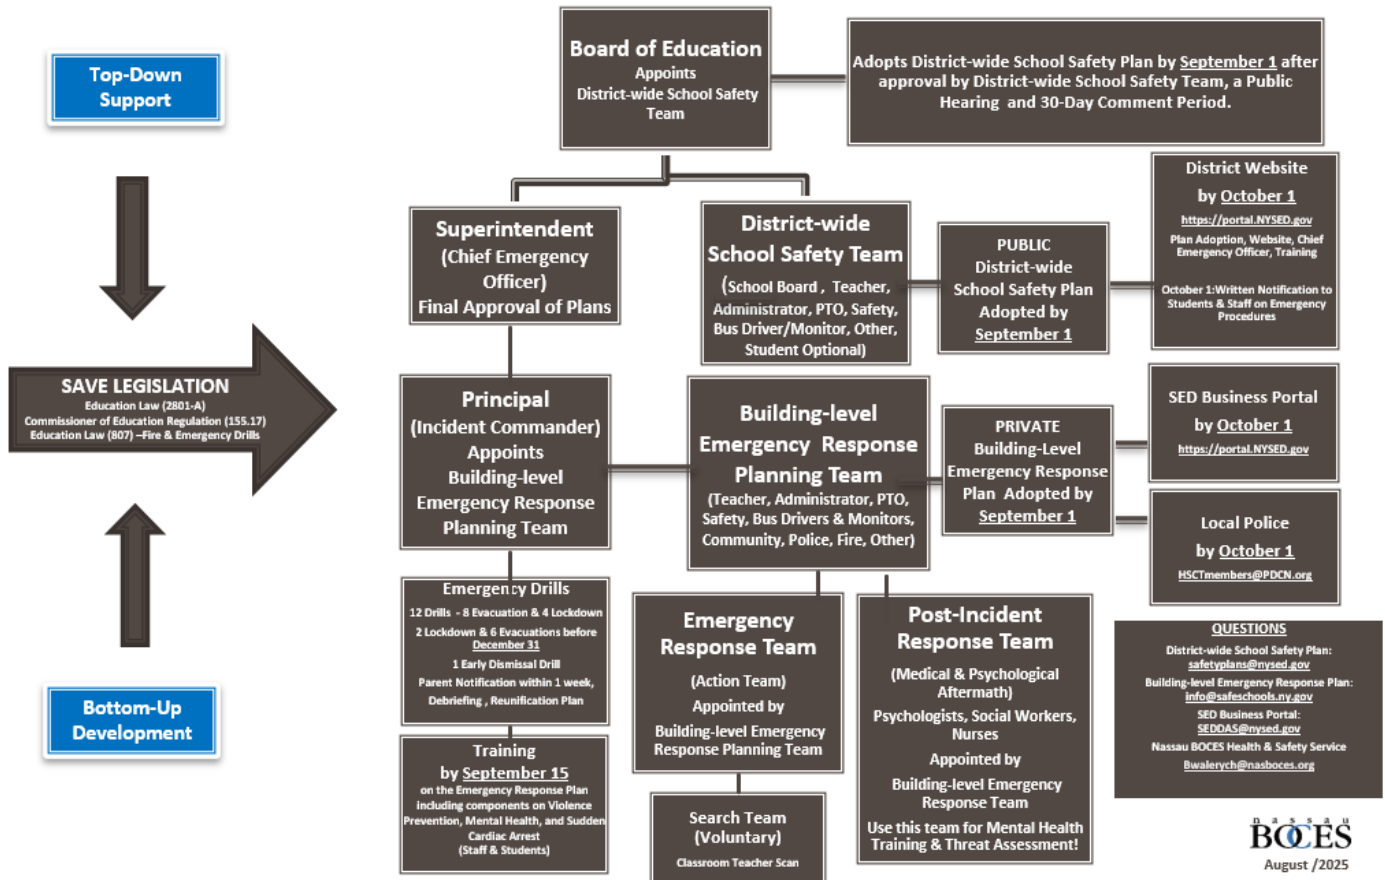 Top-Down
Support
Board of Education
Appoints
District-wide School Safety
Team
Adopts District-wide School Safety Plan by September 1 after
approval by District-wide School Safety Team, a Public
Hearing and 30-Day Comment Period.
Superintendent
(Chief Emergency
Officer)
Final Approval of Plans
District-wide
School Safety Team
(School Board , Teacher,
Administrator, PTO, Safety,
Bus Driver/Monitor, Other,
Student Optional)
PUBLIC
District-wide
School Safety Plan
Adopted by
September 1
District Website
by October 1
https://portal.NYSED.gov
Plan Adoption, Website, Chief
Emergency Officer, Training
October 1:Written Notification to
Students & Staff on Emergency
Procedures
SAVE LEGISLATION
Education Law (2801-A)
Commissioner of Education Regulation (155.17)
Education Law (807) –Fire & Emergency Drills
Principal
(Incident Commander)
Appoints
Building-level
Emergency Response
Planning Team
Building-level
Emergency Response
Planning Team
(Teacher, Administrator, PTO,
Safety, Bus Drivers & Monitors,
Community, Police, Fire, Other)
PRIVATE
Building-Level
Emergency Response
Plan Adopted by
September 1
SED Business Portal
by October 1
https://portal.NYSED.gov
Local Police
by October 1
HSCTmembers@PDCN.org
Emergency Drills
12 Drills - 8 Evacuation & 4 Lockdown
2 Lockdown & 6 Evacuations before
December 31
1 Early Dismissal Drill
Parent Notification within 1 week,
Debriefing , Reunification Plan
Emergency
Response Team
(Action Team)
Appointed by
Building-level Emergency
Response Planning Team
Post-Incident
Response Team
(Medical & Psychological
Aftermath)
Psychologists, Social Workers,
Nurses
Appointed by
Building-level Emergency
Response Team
Use this team for Mental Health
Training & Threat Assessment!
QUESTIONS
District-wide School Safety Plan:
safetyplans@nysed.gov
Building-level Emergency Response Plan:
info@safeschools.ny.gov
SED Business Portal:
SEDDAS@nysed.gov
Nassau BOCES Health & Safety Service
Bwalerych@nasboces.org
Bottom-Up
Development
Training
by September 15
on the Emergency Response Plan
including components on Violence
Prevention, Mental Health, and Sudden
Cardiac Arrest
(Staff & Students)
Search Team
(Voluntary)
Classroom Teacher Scan
nassau
BOCES
August /2025